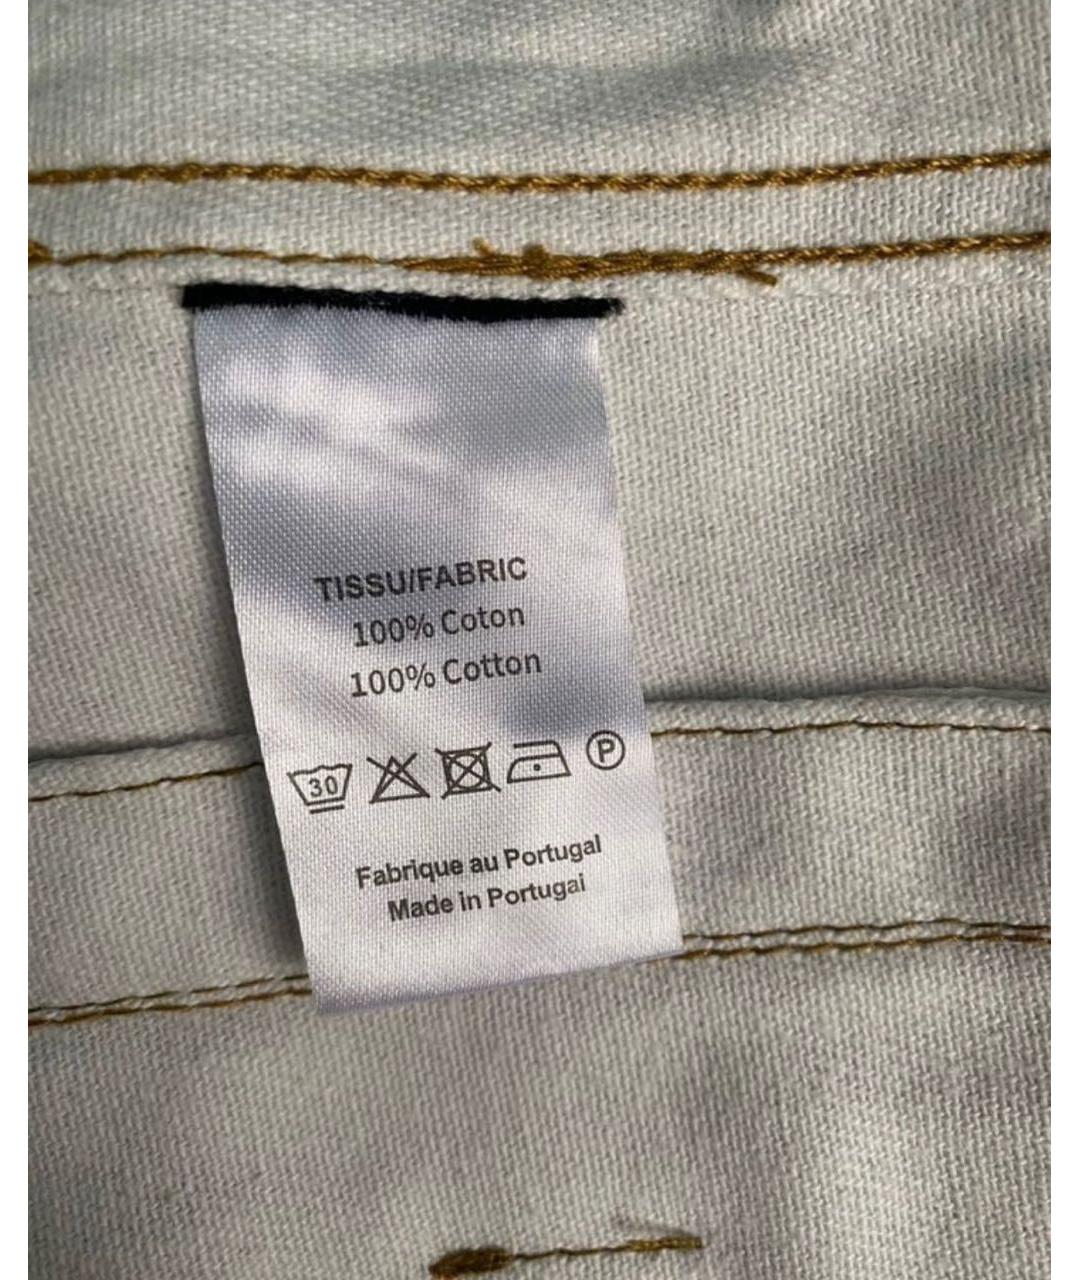 TISSU/FABRIC
100% Coton
100% Cotton
30 P
Fabrique au Portugal
Made in Portugal